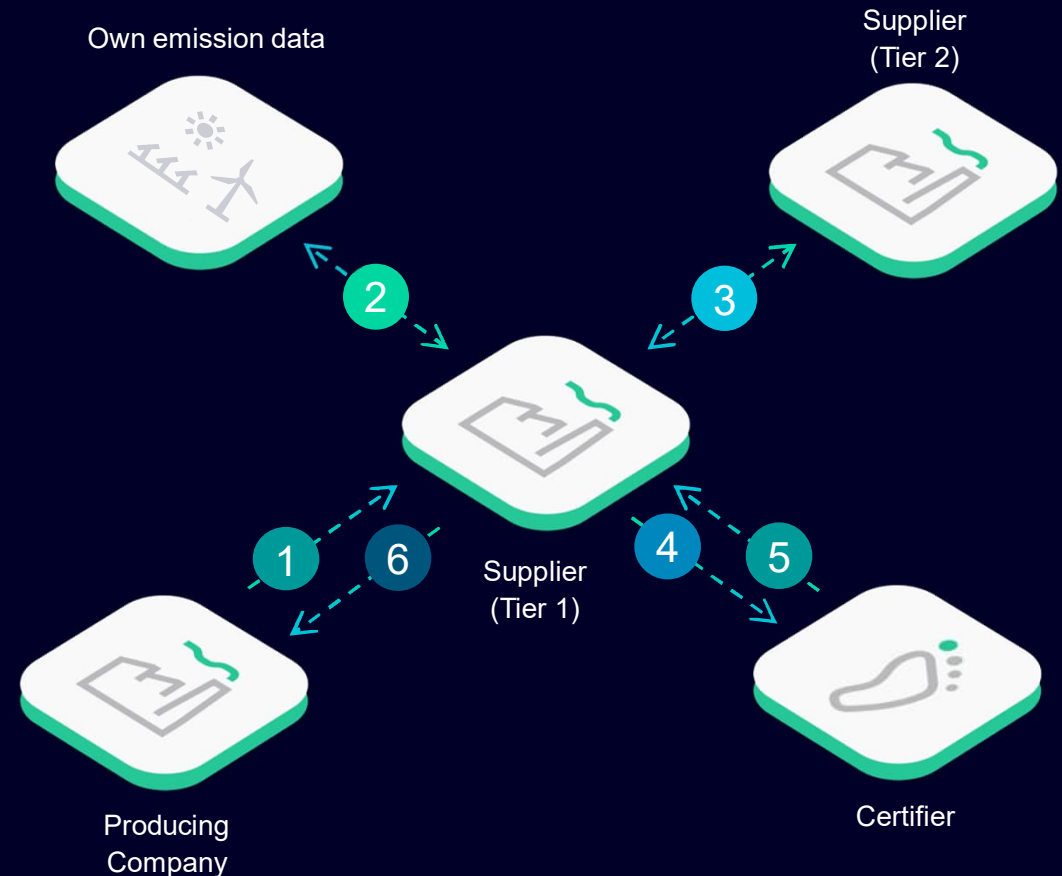 Own emission data
Supplier
(Tier 2)
2
3
1
6
Supplier
(Tier 1)
4
5
Producing
Company
Certifier